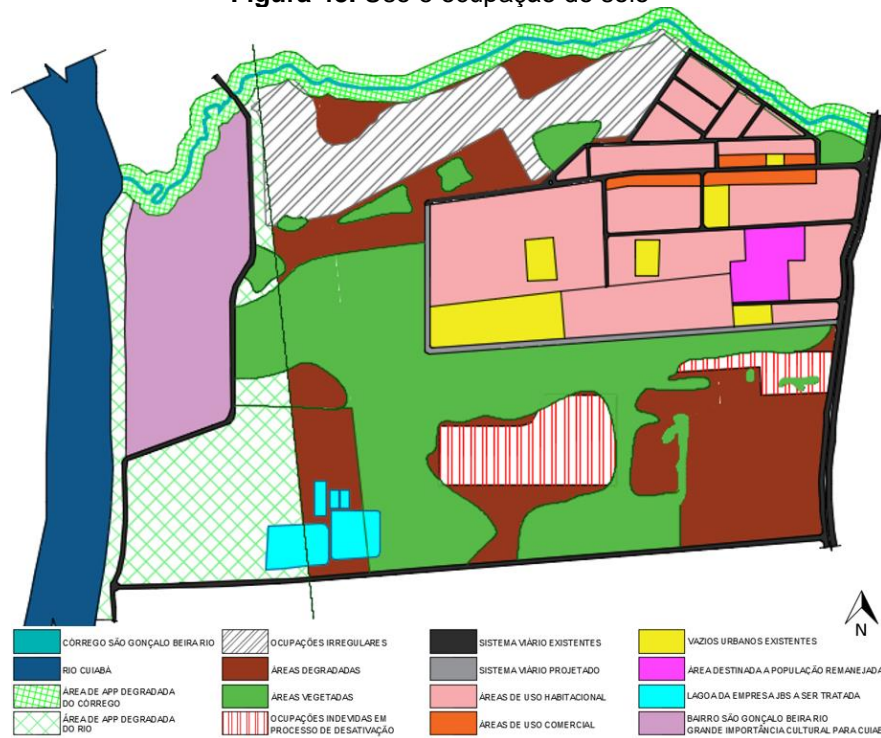 Figura 48. Uso e ocupação do solo
N
CÓRREGO SÃO GONÇALO BEIRA RIO
RIO CUIABÁ
ÁREA DE APP DEGRADADA
DO CÓRREGO
ÁREA DE APP DEGRADADA
DO RIO
OCUPAÇÕES IRREGULARES
ÁREAS DEGRADADAS
ÁREAS VEGETADAS
OCUPAÇÕES INDEVIDAS EM
PROCESSO DE DESATIVAÇÃO
SISTEMA VIÁRIO EXISTENTES
SISTEMA VIÁRIO PROJETADO
ÁREAS DE USO HABITACIONAL
ÁREAS DE USO COMERCIAL
VAZIOS URBANOS EXISTENTES
ÁREA DESTINADA A POPULAÇÃO REMANEJADA
LAGOA DA EMPRESA JBS A SER TRATADA
BAIRRO SÃO GONÇALO BEIRA RIO
GRANDE IMPORTÂNCIA CULTURAL PARA CUIAB